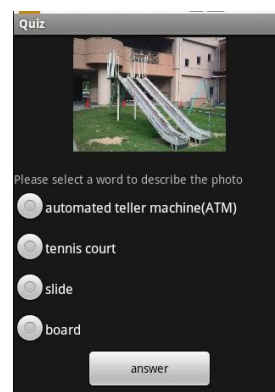 Quiz
Please select a word to describe the photo
automated teller machine(ATM)
tennis court
slide
board
answer